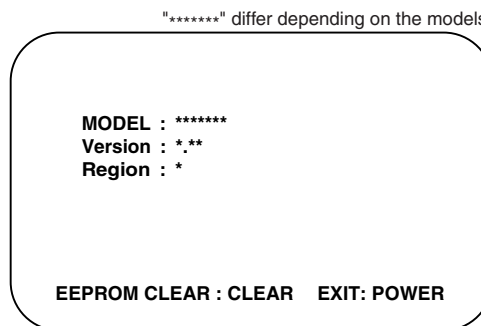 "*******" differ depending on the models
MODEL : *******
Version : *.**
Region : *
EEPROM CLEAR : CLEAR EXIT: POWER